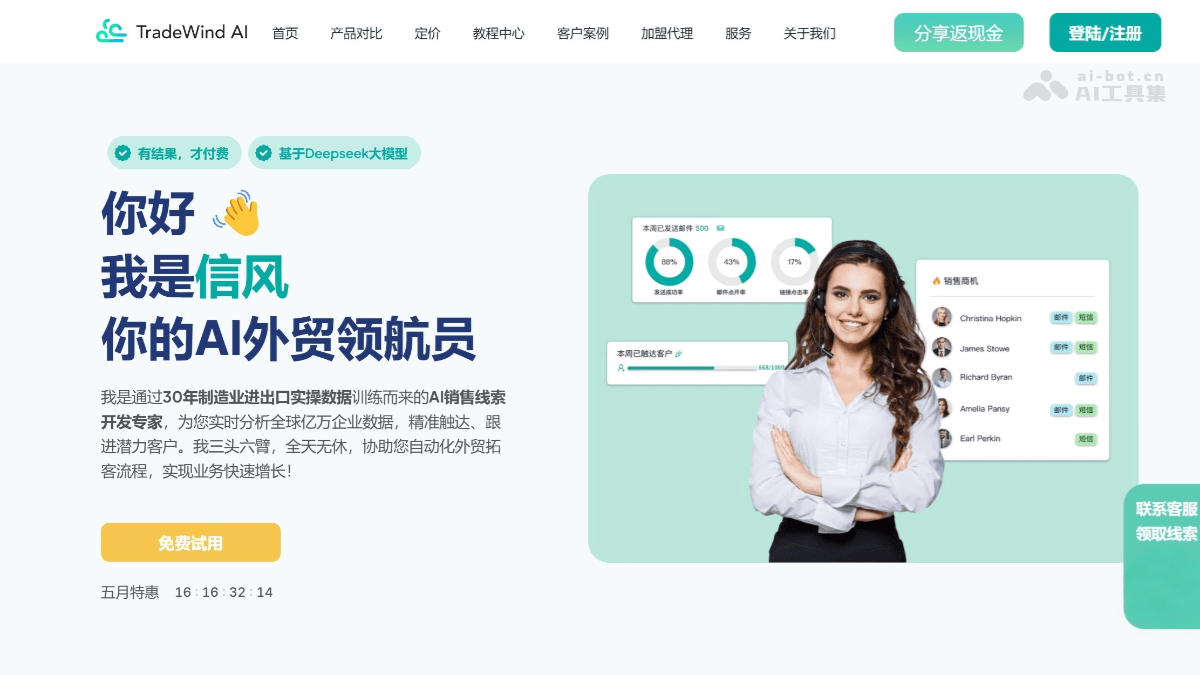 TradeWind AI
首页
产品对比
定价
教程中心
客户案例
加盟代理
服务
关于我们
分享返现金
登陆/注册
ai-bot.cn
AI工具集
有结果，才付费
基于Deepseek大模型
你好
我是信风
你的AI外贸领航员
我是通过30年制造业进出口实操数据训练而来的AI销售线索
开发专家，为您实时分析全球亿万企业数据，精准触达、跟
进潜力客户。我三头六臂，全天无休，协助您自动化外贸拓
客流程，实现业务快速增长！
免费试用
五月特惠 16 : 16 : 32 : 14
本周已发送邮件 500
88%
43%
17%
发送成功率
邮件点开率
链接点击率
本周已触达客户
668/1000
销售商机
Christina Hopkin 邮件 短信
James Stowe 邮件 短信
Richard Byran 邮件
Amelia Pansy 邮件 短信
Earl Perkin 短信
联系客服
领取线索